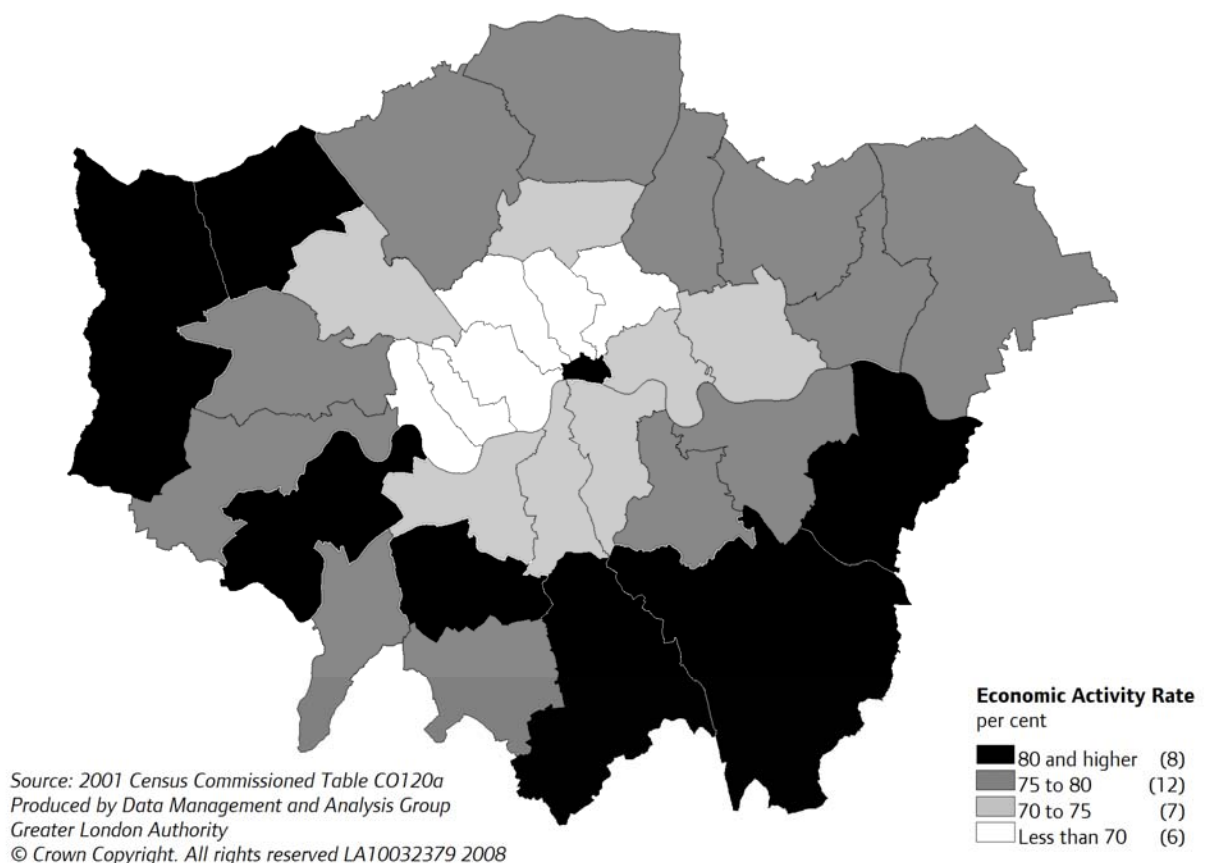 Economic Activity Rate
per cent
80 and higher (8)
75 to 80 (12)
70 to 75 (7)
Less than 70 (6)
Source: 2001 Census Commissioned Table CO120a
Produced by Data Management and Analysis Group
Greater London Authority
© Crown Copyright. All rights reserved LA10032379 2008